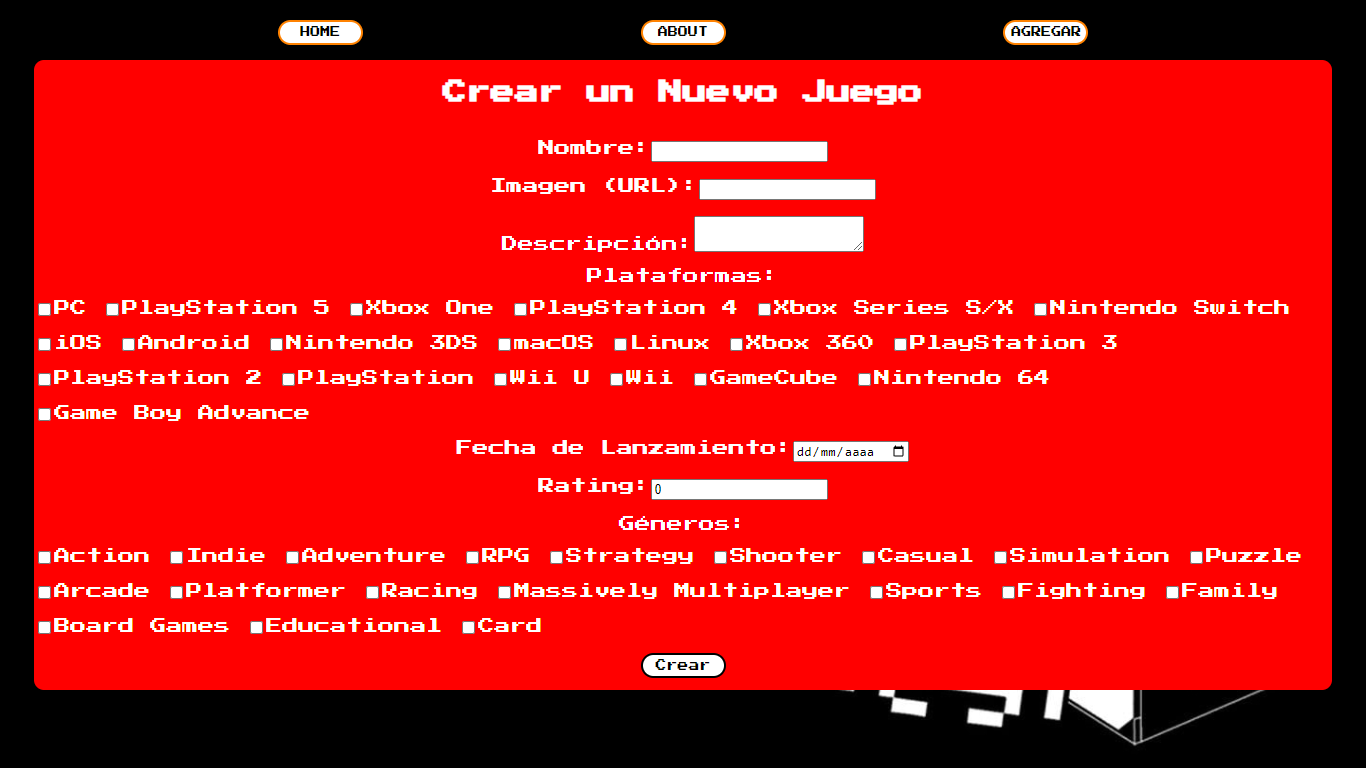 HOME ABOUT AGREGAR
Crear un Nuevo Juego
Nombre:
Imagen (URL):
Descripción:
Plataformas:
PC PlayStation 5 Xbox One PlayStation 4 Xbox Series S/X Nintendo Switch
iOS Android Nintendo 3DS macOS Linux Xbox 360 PlayStation 3
PlayStation 2 PlayStation Wii U Wii GameCube Nintendo 64
Game Boy Advance
Fecha de Lanzamiento: dd/mm/aaaa
Rating: 0
Géneros:
Action Indie Adventure RPG Strategy Shooter Casual Simulation Puzzle
Arcade Platformer Racing Massively Multiplayer Sports Fighting Family
Board Games Educational Card
Crear